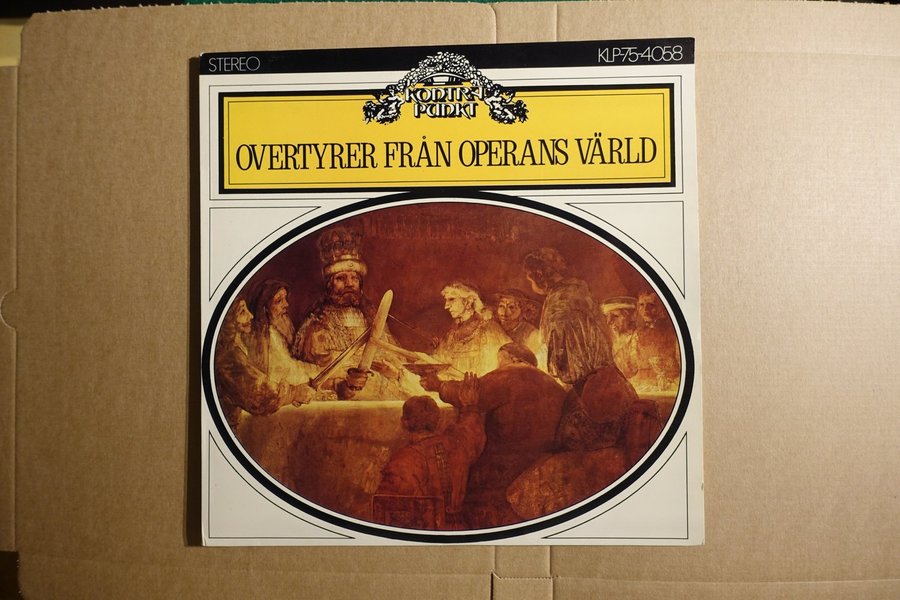 STEREO
KLP-75-4058
KONTRA
PUNKT
OVERTYRER FRÅN OPERANS VÄRLD